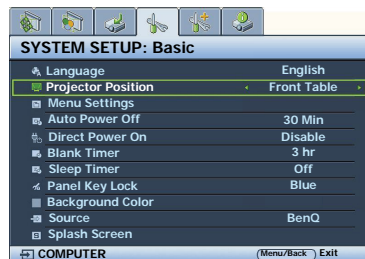 SYSTEM SETUP: Basic
Language English
Projector Position Front Table
Menu Settings
Auto Power Off 30 Min
Direct Power On Disable
Blank Timer 3 hr
Sleep Timer Off
Panel Key Lock Blue
Background Color
Source BenQ
Splash Screen
COMPUTER Menu/Back Exit